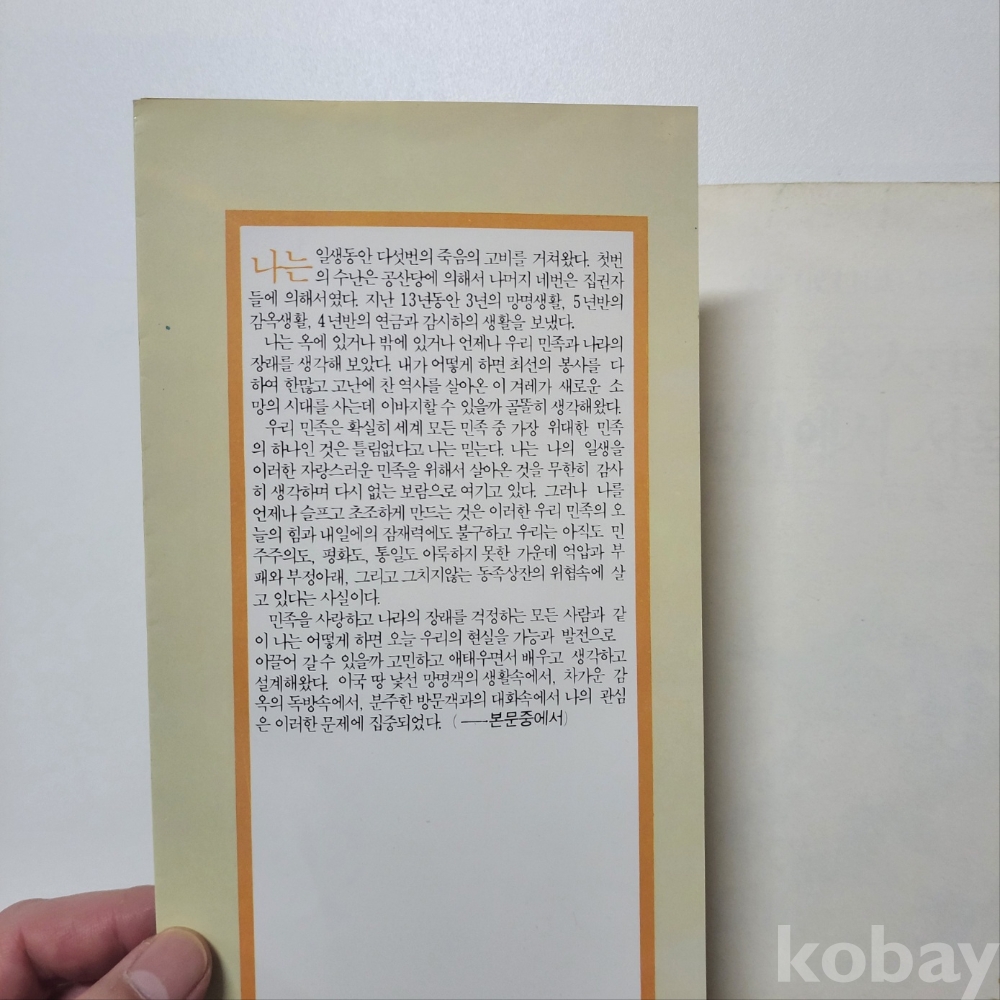 나는 일생동안 다섯번의 죽음의 고비를 거쳐왔다. 첫번
의 수난은 공산당에 의해서 나머지 네번은 집권자
들에 의해서였다. 지난 13년동안 3년의 망명생활, 5년반의
감옥생활, 4년반의 연금과 감시하의 생활을 보냈다.
나는 옥에 있거나 밖에 있거나 언제나 우리 민족과 나라의
장래를 생각해 보았다. 내가 어떻게 하면 최선의 봉사를 다
하여 한많고 고난에 찬 역사를 살아온 이 겨레가 새로운 소
망의 시대를 사는데 이바지할 수 있을까 골똘히 생각해왔다.
우리 민족은 확실히 세계 모든 민족 중 가장 위대한 민족
의 하나인 것은 틀림없다고 나는 믿는다. 나는 나의 일생을
이러한 자랑스러운 민족을 위해서 살아온 것을 무한히 감사
히 생각하며 다시 없는 보람으로 여기고 있다. 그러나 나를
언제나 슬프고 초조하게 만드는 것은 이러한 우리 민족의 오
늘의 힘과 내일에의 잠재력에도 불구하고 우리는 아직도 민
주주의도, 평화도, 통일도 이룩하지 못한 가운데 억압과 부
패와 부정아래, 그리고 그치지않는 동족상잔의 위협속에 살
고 있다는 사실이다.
민족을 사랑하고 나라의 장래를 걱정하는 모든 사람과 같
이 나는 어떻게 하면 오늘 우리의 현실을 가능과 발전으로
이끌어 갈 수 있을까 고민하고 애태우면서 배우고 생각하고
설계해왔다. 이국 땅 낯선 망명객의 생활속에서, 차가운 감
옥의 독방속에서, 분주한 방문객과의 대화속에서 나의 관심
은 이러한 문제에 집중되었다. (──본문중에서)
kobay